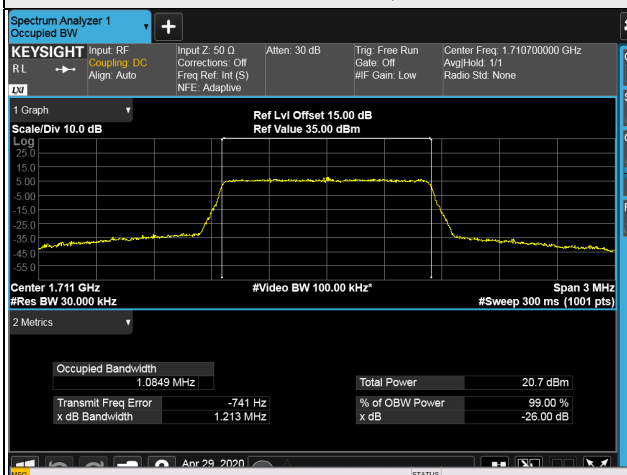 Spectrum Analyzer 1
Occupied BW
+
KEYSIGHT
RL
LXI
Input: RF
Coupling: DC
Align: Auto
Input Z: 50 Ω
Corrections: Off
Freq Ref: Int (S)
NFE: Adaptive
Atten: 30 dB
Trig: Free Run
Gate: Off
#IF Gain: Low
Center Freq: 1.710700000 GHz
Avg|Hold: 1/1
Radio Std: None
1 Graph
Scale/Div 10.0 dB
Ref Lvl Offset 15.00 dB
Ref Value 35.00 dBm
Log
25.0
15.0
5.00
-5.00
-15.0
-25.0
-35.0
-45.0
-55.0
Center 1.711 GHz
#Video BW 100.00 kHz*
Span 3 MHz
#Res BW 30.000 kHz
#Sweep 300 ms (1001 pts)
2 Metrics
Occupied Bandwidth
1.0849 MHz
Total Power 20.7 dBm
Transmit Freq Error -741 Hz
% of OBW Power 99.00 %
x dB Bandwidth 1.213 MHz
x dB -26.00 dB
Apr 29, 2020
MSG
STATUS